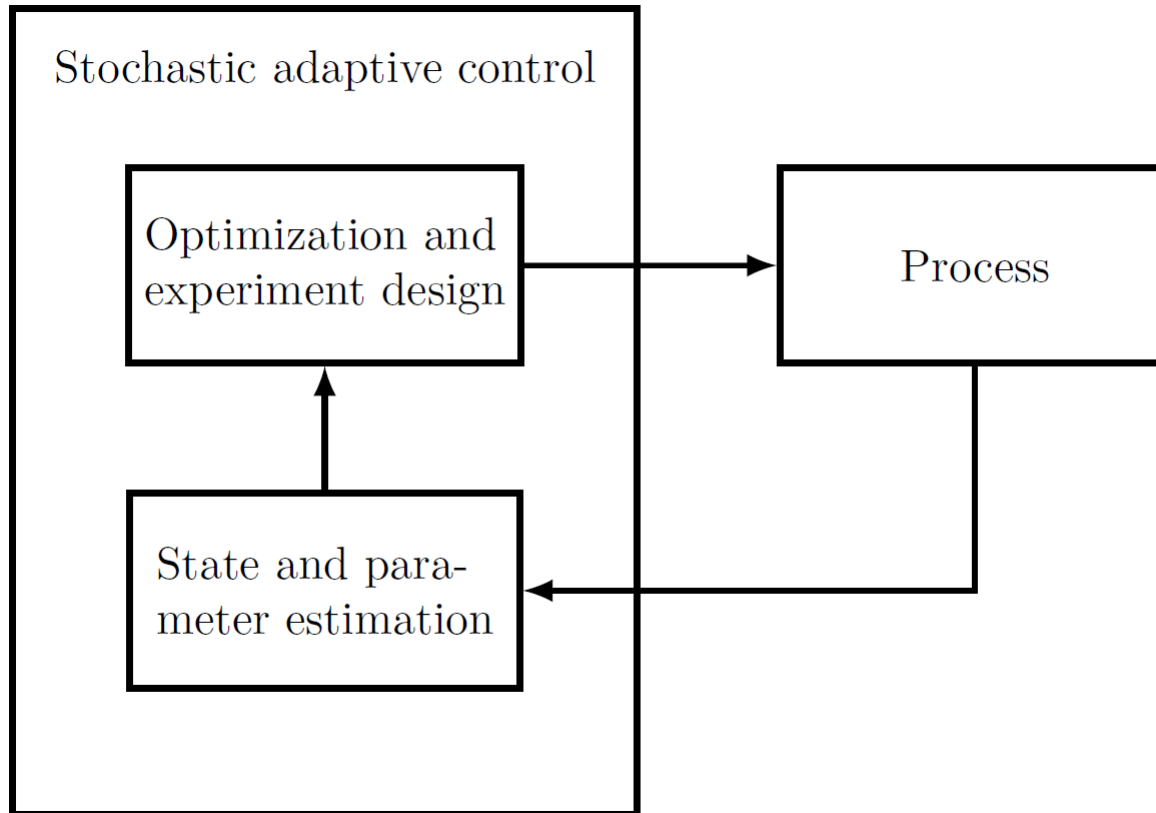 Stochastic adaptive control
Optimization and
experiment design
Process
State and para-
meter estimation